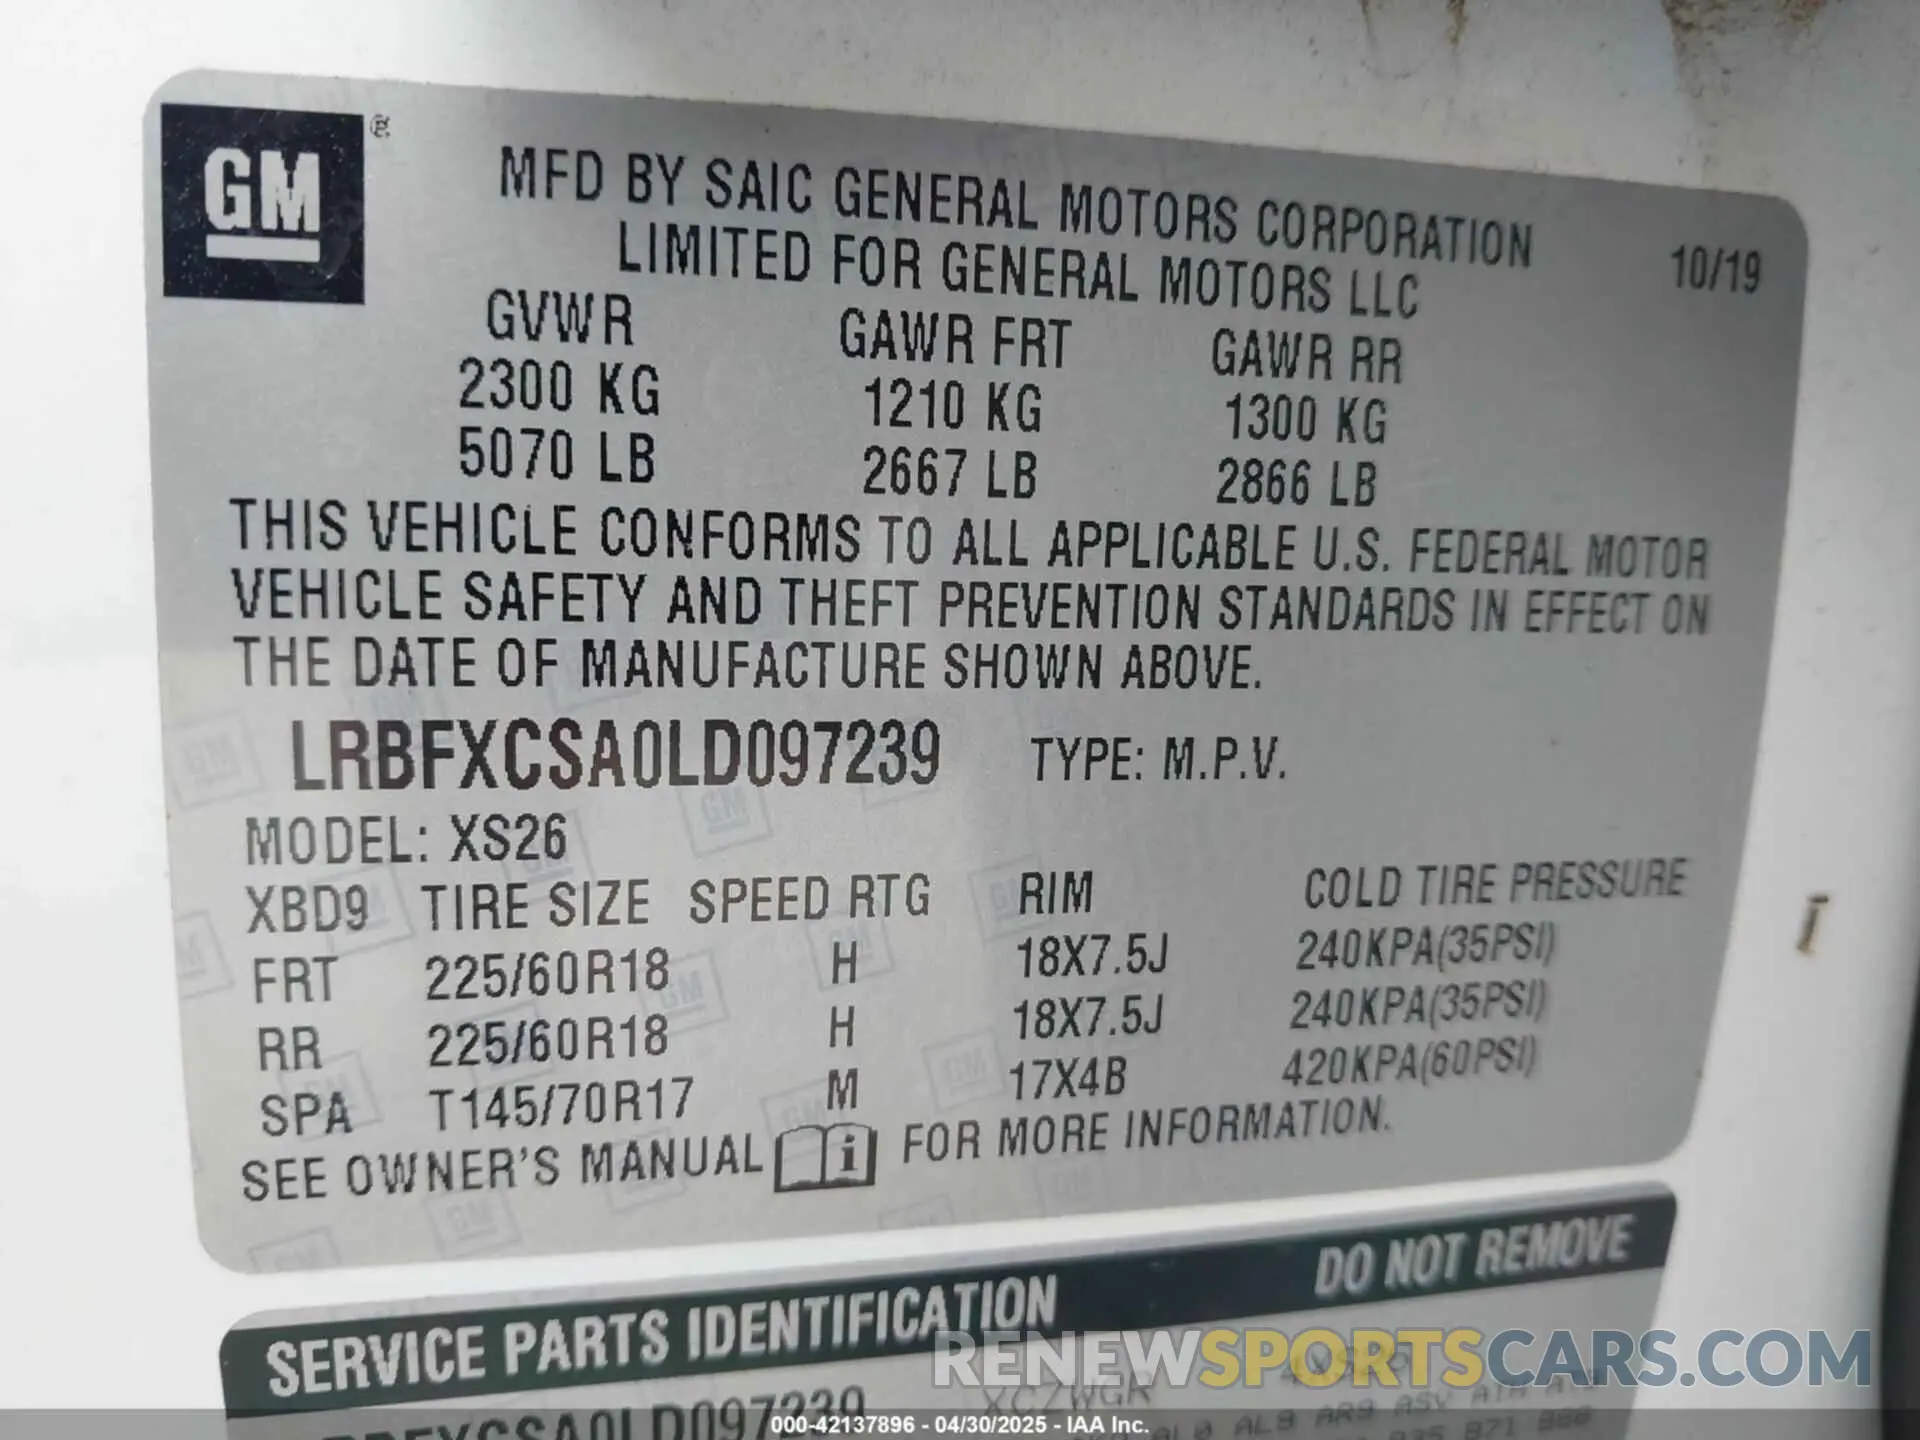 GM ®
MFD BY SAIC GENERAL MOTORS CORPORATION
LIMITED FOR GENERAL MOTORS LLC
10/19
GVWR GAWR FRT GAWR RR
2300 KG 1210 KG 1300 KG
5070 LB 2667 LB 2866 LB
THIS VEHICLE CONFORMS TO ALL APPLICABLE U.S. FEDERAL MOTOR
VEHICLE SAFETY AND THEFT PREVENTION STANDARDS IN EFFECT ON
THE DATE OF MANUFACTURE SHOWN ABOVE.
LRBFXCSA0LD097239 TYPE: M.P.V.
MODEL: XS26
XBD9 TIRE SIZE SPEED RTG RIM COLD TIRE PRESSURE
FRT 225/60R18 H 18X7.5J 240KPA(35PSI)
RR 225/60R18 H 18X7.5J 240KPA(35PSI)
SPA T145/70R17 M 17X4B 420KPA(60PSI)
SEE OWNER'S MANUAL i FOR MORE INFORMATION.
SERVICE PARTS IDENTIFICATION DO NOT REMOVE
RENEWSPORTSCARS.COM
AL9 AR9 ASV
871
000-42137896 - 04/30/2025 - IAA Inc.